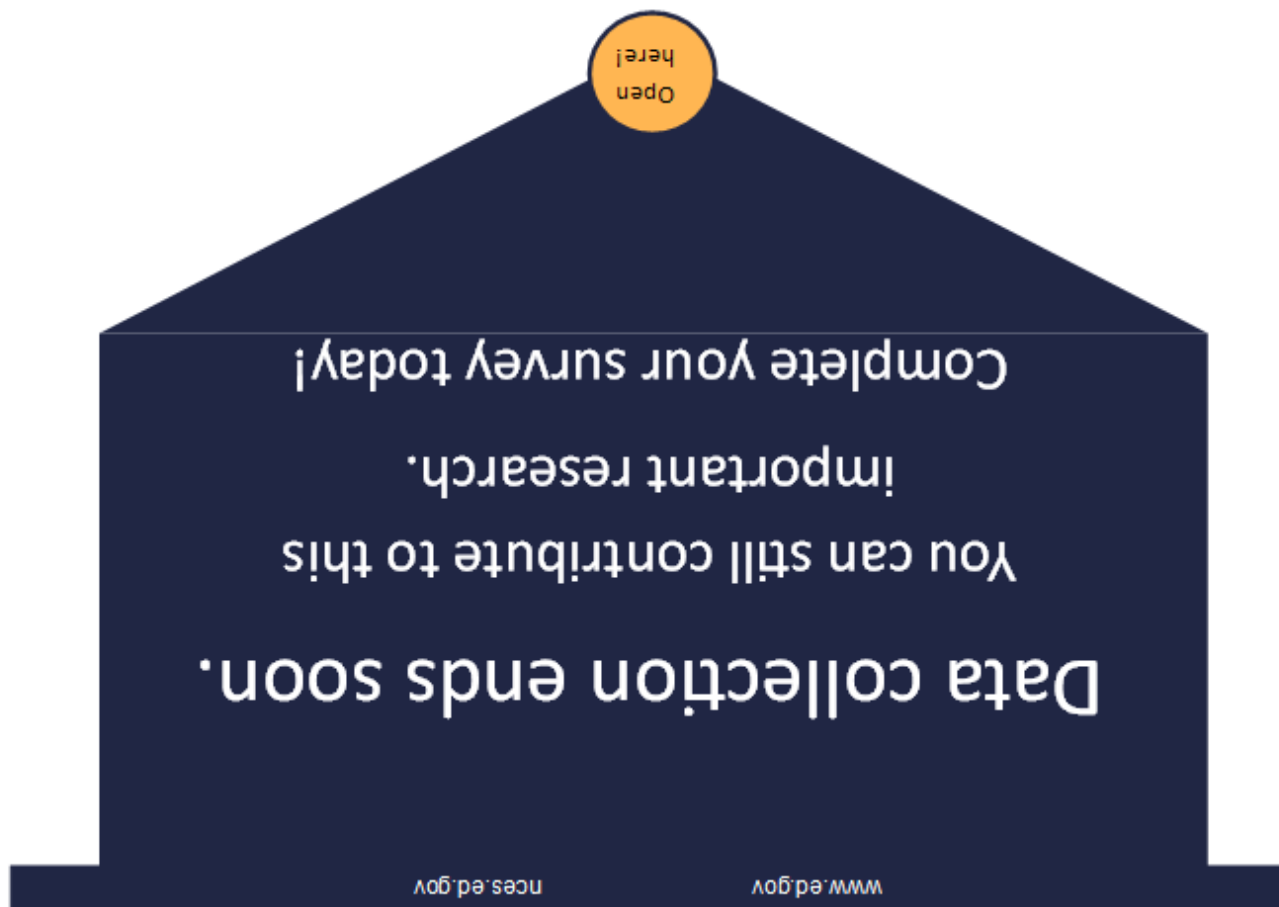 www.ed.gov
nces.ed.gov
Data collection ends soon.
You can still contribute to this
important research.
Complete your survey today!
Open
here!